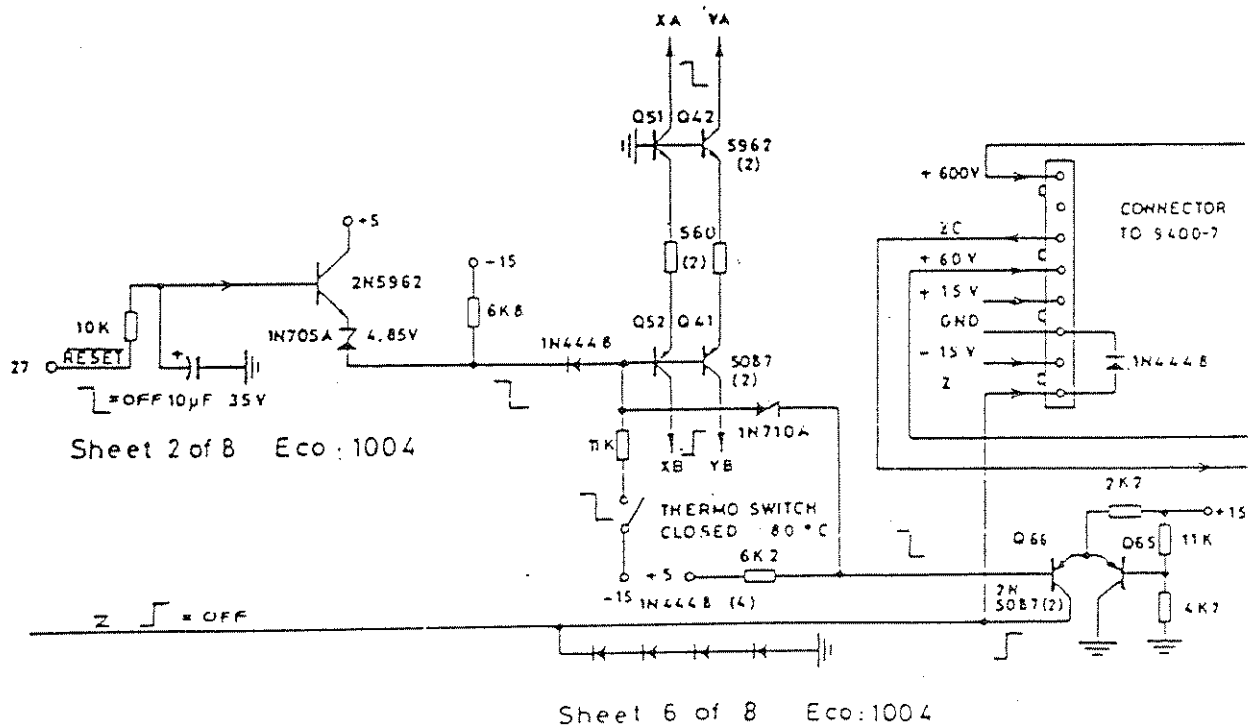 XA YA
Q51 Q42
5962
(2)
+ 600V
CONNECTOR
TO 9400-7
ZC
+ 60V
+ 15V
GND
- 15V
Z
1N4448
+5
2N5962
-15
560
(2)
10K
1N705A 4.85V
6K8
1N4448
Q52 Q41
5087
(2)
27 RESET
+
= OFF 10µF 35V
1N710A
Sheet 2 of 8 Eco: 1004
11K
XB YB
THERMO SWITCH
CLOSED 80°C
2K2
+15
Q66 Q65 11K
+5 6K2
-15 1N4448 (4)
2N
5087(2)
4K7
Z = OFF
Sheet 6 of 8 Eco:1004